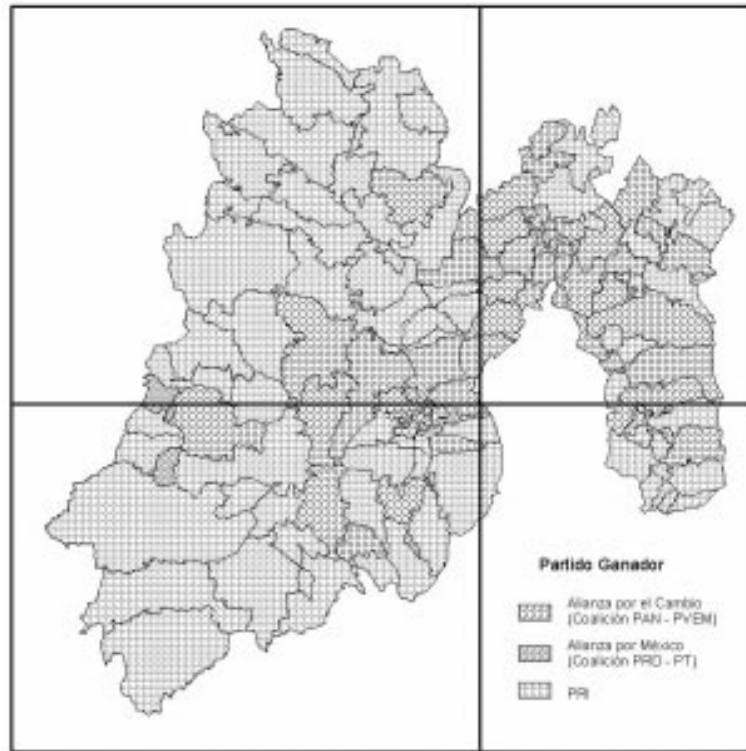 Partido Ganador
Alianza por el Cambio
(Coalición PAN - PVEM)
Alianza por México
(Coalición PRD - PT)
PRI